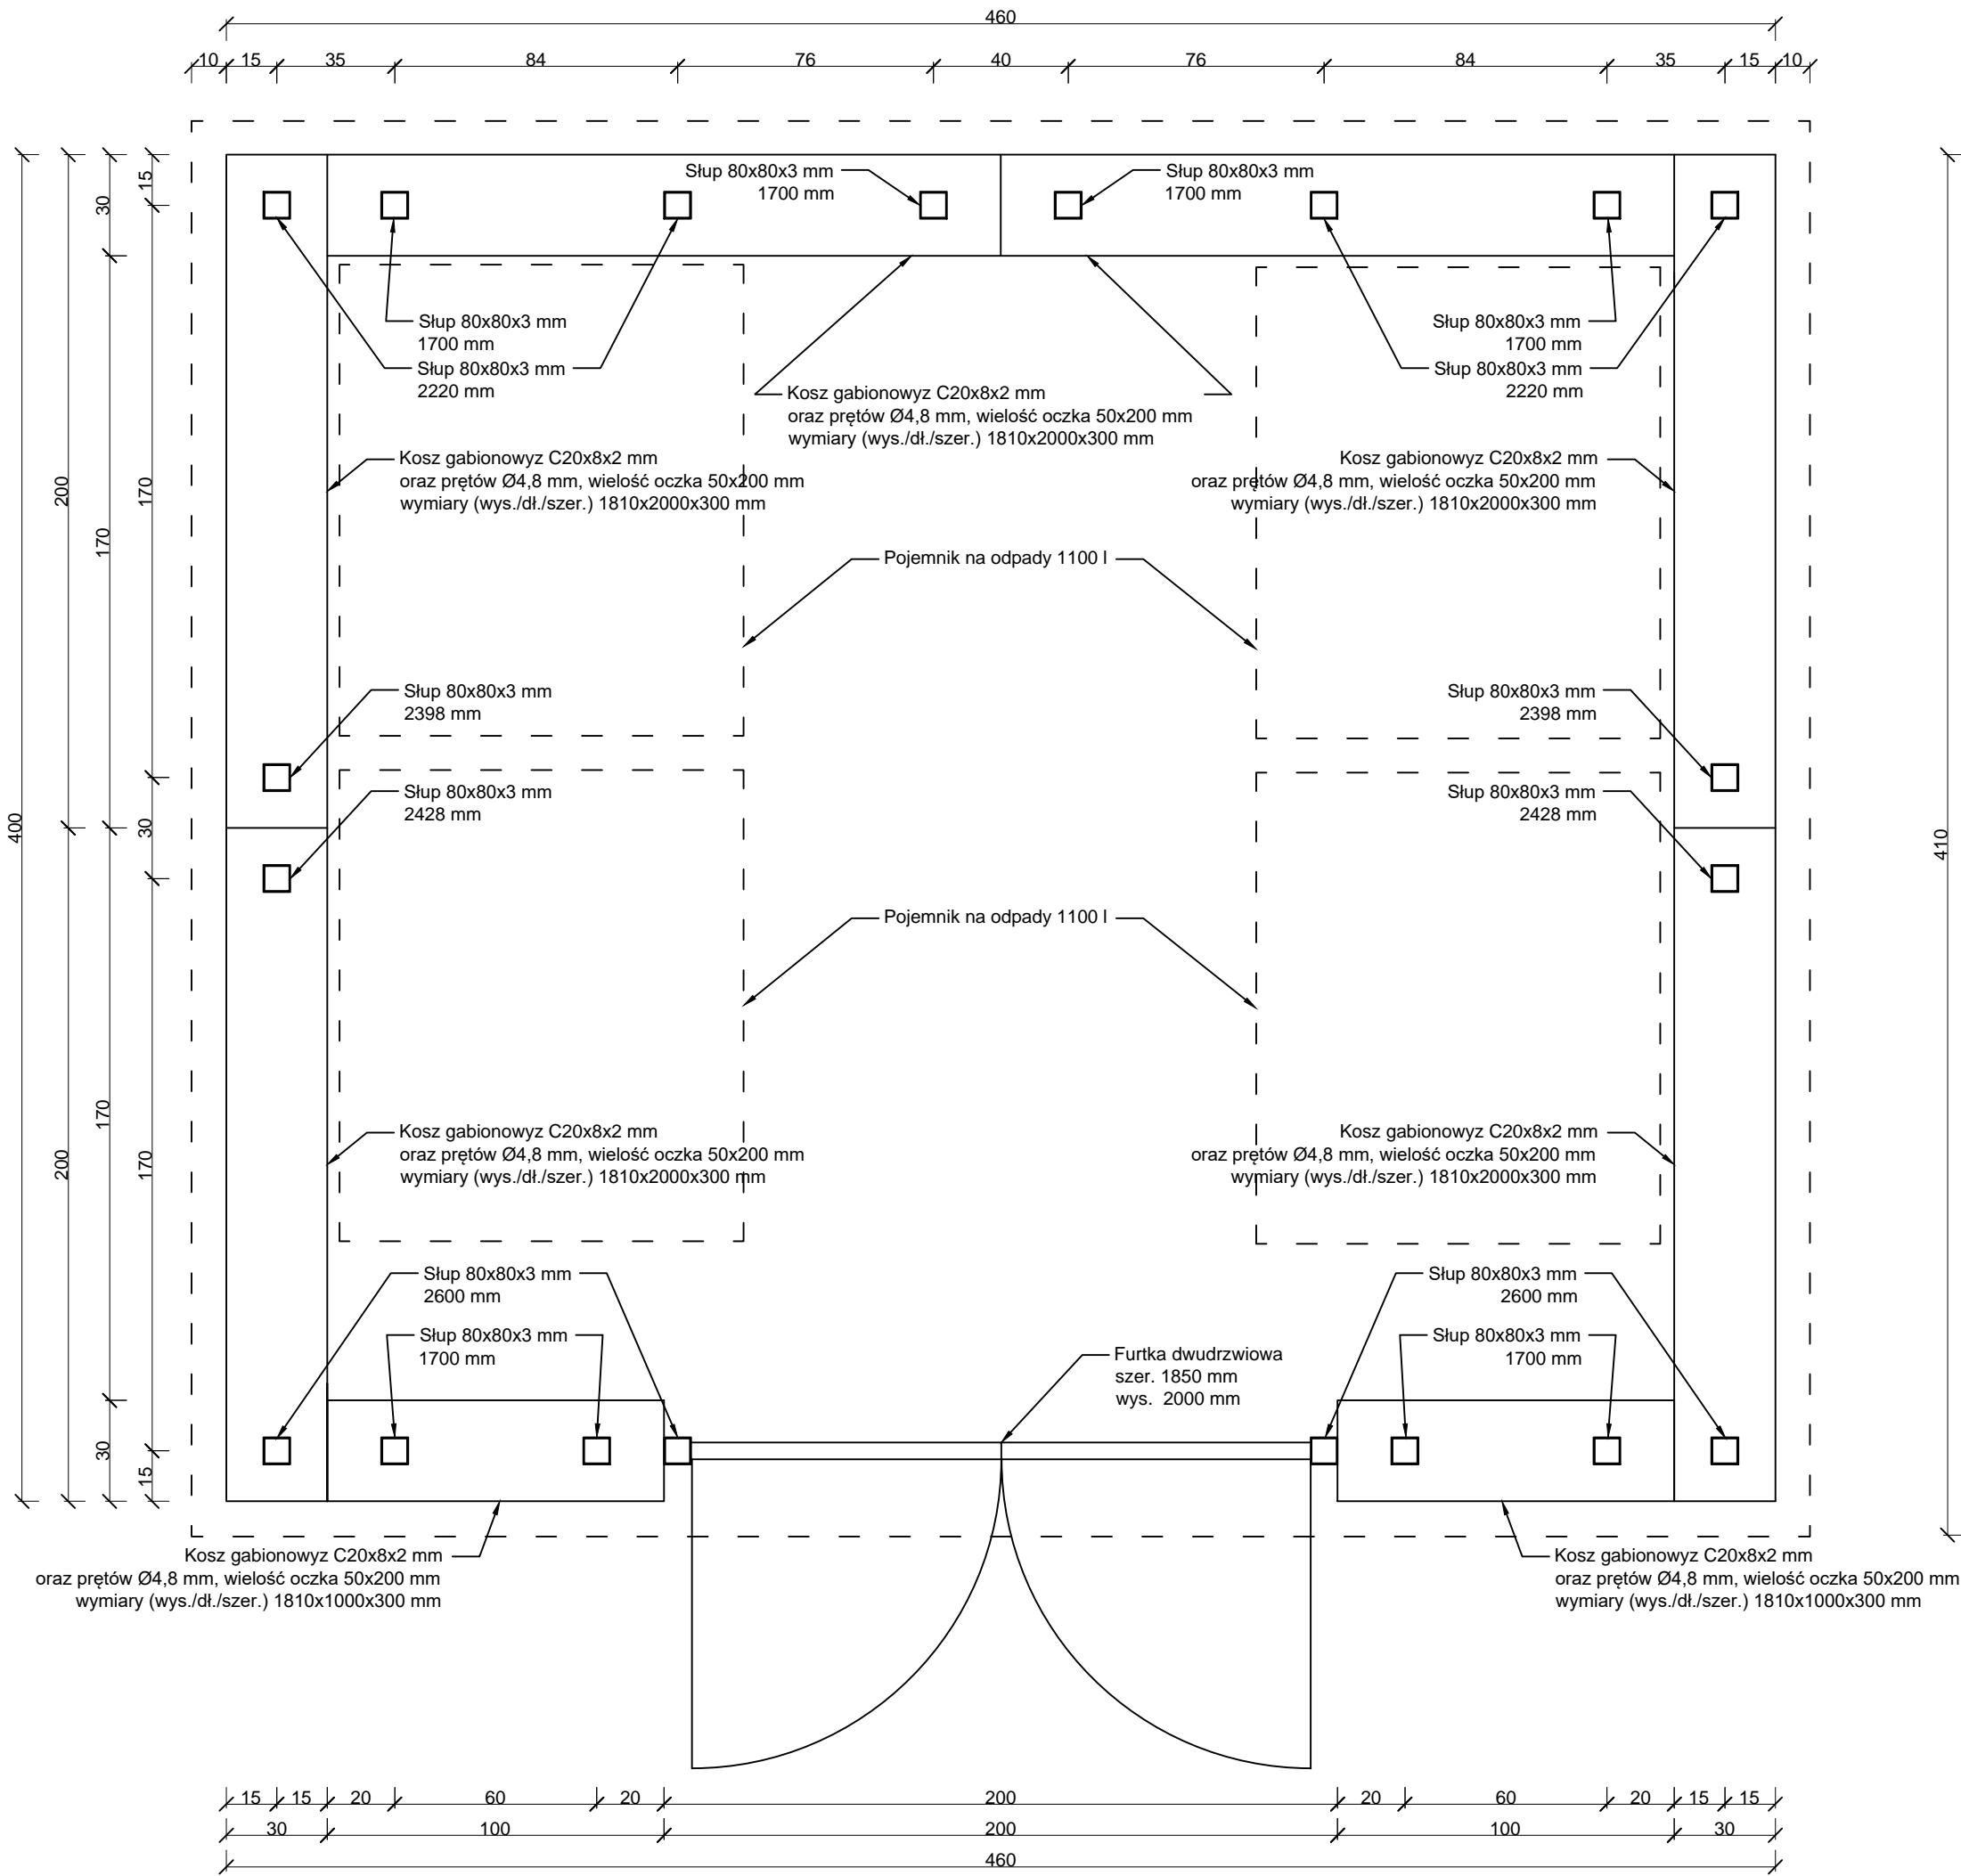 460
10 15 35 84 76 40 76 84 35 15 10
Słup 80x80x3 mm
1700 mm
Słup 80x80x3 mm
1700 mm
15
30
Słup 80x80x3 mm
1700 mm
Słup 80x80x3 mm
2220 mm
Słup 80x80x3 mm
1700 mm
Słup 80x80x3 mm
2220 mm
Kosz gabionowyz C20x8x2 mm
oraz prętów Ø4,8 mm, wielość oczka 50x200 mm
wymiary (wys./dł./szer.) 1810x2000x300 mm
Kosz gabionowyz C20x8x2 mm
oraz prętów Ø4,8 mm, wielość oczka 50x200 mm
wymiary (wys./dł./szer.) 1810x2000x300 mm
Kosz gabionowyz C20x8x2 mm
oraz prętów Ø4,8 mm, wielość oczka 50x200 mm
wymiary (wys./dł./szer.) 1810x2000x300 mm
200
170
170
Pojemnik na odpady 1100 l
Słup 80x80x3 mm
2398 mm
Słup 80x80x3 mm
2398 mm
Słup 80x80x3 mm
2428 mm
Słup 80x80x3 mm
2428 mm
400
30
410
Pojemnik na odpady 1100 l
Kosz gabionowyz C20x8x2 mm
oraz prętów Ø4,8 mm, wielość oczka 50x200 mm
wymiary (wys./dł./szer.) 1810x2000x300 mm
Kosz gabionowyz C20x8x2 mm
oraz prętów Ø4,8 mm, wielość oczka 50x200 mm
wymiary (wys./dł./szer.) 1810x2000x300 mm
200
170
170
Słup 80x80x3 mm
2600 mm
Słup 80x80x3 mm
2600 mm
Słup 80x80x3 mm
1700 mm
Słup 80x80x3 mm
1700 mm
Furtka dwudrzwiowa
szer. 1850 mm
wys. 2000 mm
30
15
Kosz gabionowyz C20x8x2 mm
oraz prętów Ø4,8 mm, wielość oczka 50x200 mm
wymiary (wys./dł./szer.) 1810x1000x300 mm
Kosz gabionowyz C20x8x2 mm
oraz prętów Ø4,8 mm, wielość oczka 50x200 mm
wymiary (wys./dł./szer.) 1810x1000x300 mm
15 15 20 60 20 200 20 60 20 15 15
30 100 200 100 30
460